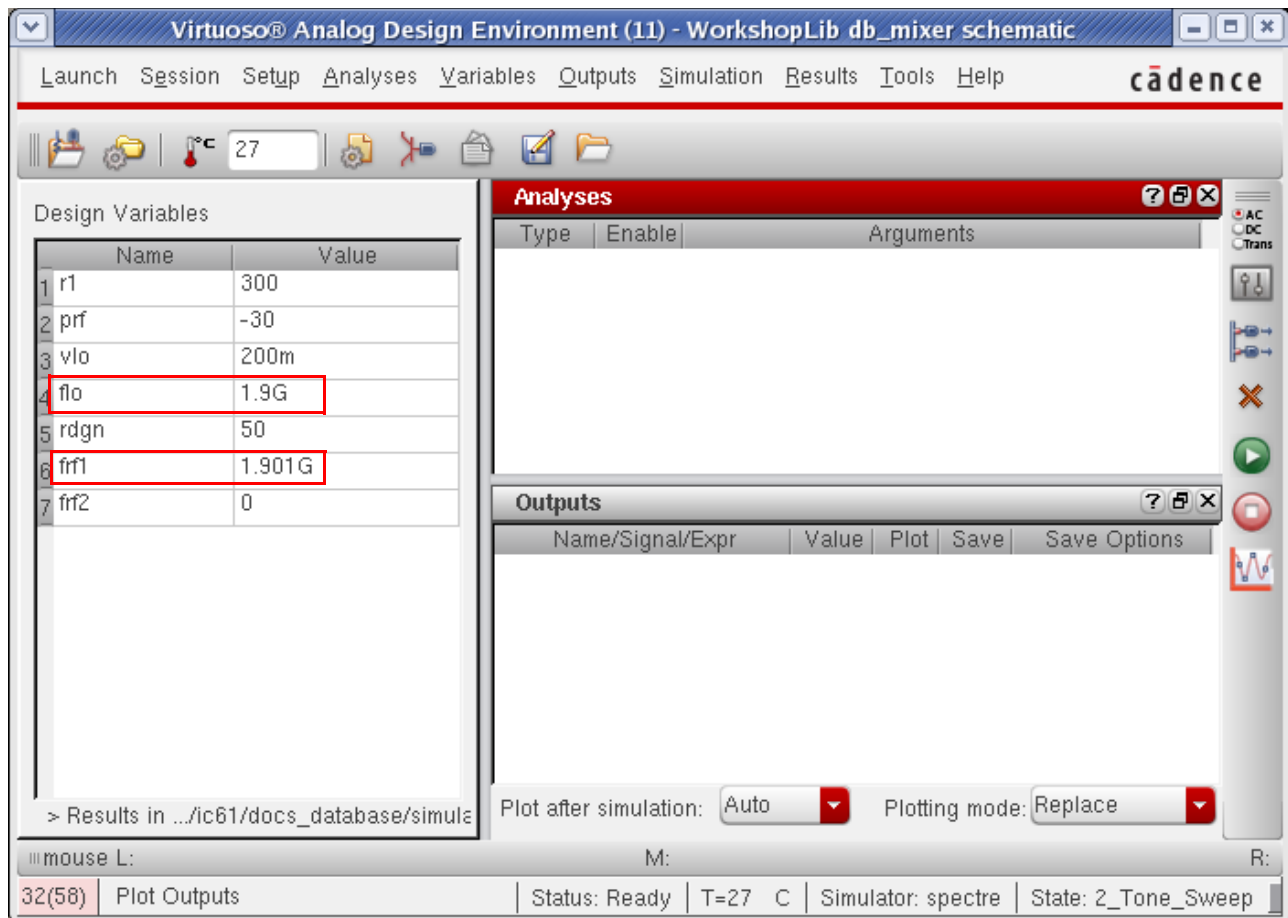 Virtuoso® Analog Design Environment (11) - WorkshopLib db_mixer schematic
Launch Session Setup Analyses Variables Outputs Simulation Results Tools Help cādence
°C 27
Design Variables
Name Value
1 r1 300
2 prf -30
3 vlo 200m
4 flo 1.9G
5 rdgn 50
6 frf1 1.901G
7 frf2 0
> Results in .../ic61/docs_database/simula
Analyses
Type Enable Arguments
Outputs
Name/Signal/Expr Value Plot Save Save Options
Plot after simulation: Auto Plotting mode: Replace
AC
DC
Trans
mouse L: M: R:
32(58) Plot Outputs Status: Ready T=27 C Simulator: spectre State: 2_Tone_Sweep